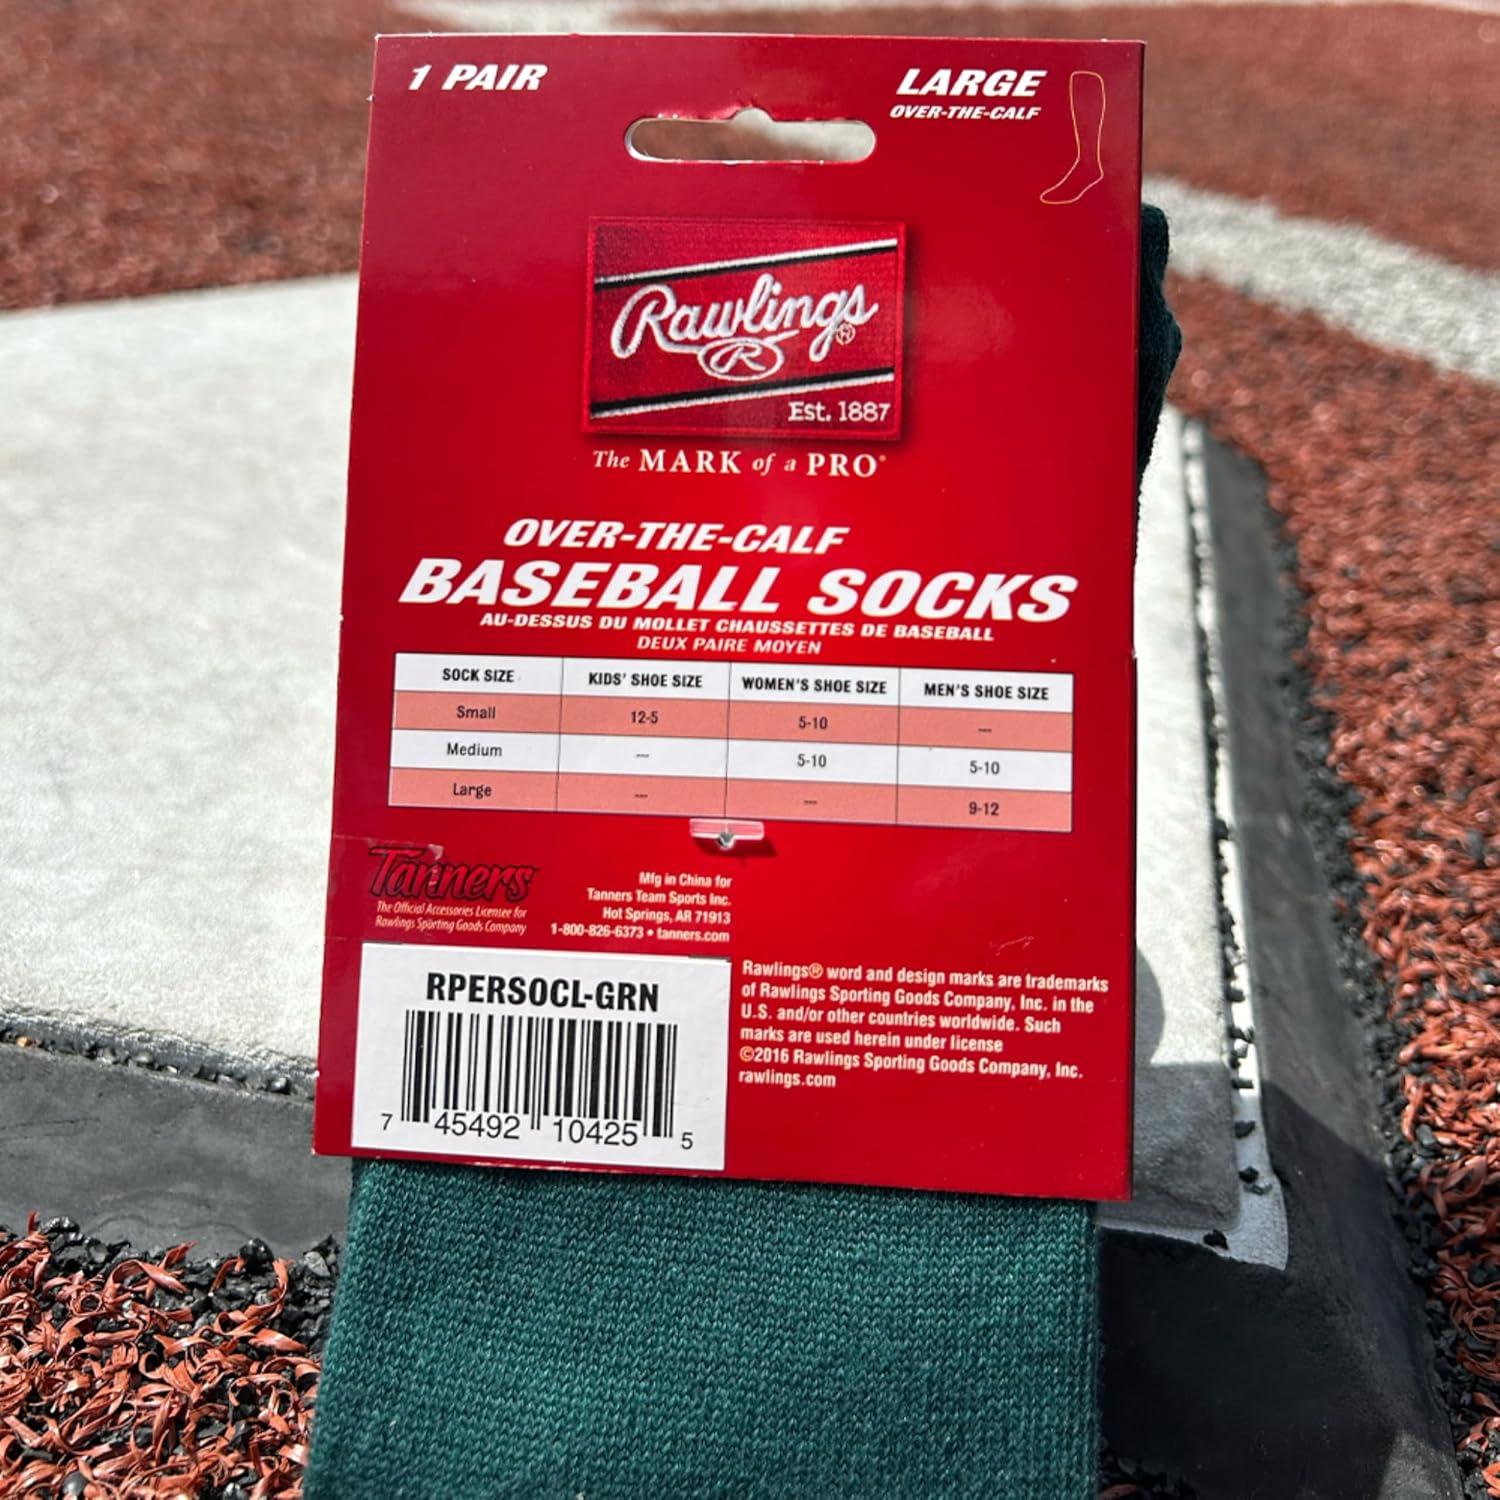 1 PAIR
LARGE
OVER-THE-CALF
Rawlings®
R
Est. 1887
The MARK of a PRO®
OVER-THE-CALF
BASEBALL SOCKS
AU-DESSUS DU MOLLET CHAUSSETTES DE BASEBALL
DEUX PAIRE MOYEN
SOCK SIZE KIDS' SHOE SIZE WOMEN'S SHOE SIZE MEN'S SHOE SIZE
Small 12-5 5-10 —
Medium — 5-10 5-10
Large — — 9-12
Tanners
The Official Accessories Licensee for
Rawlings Sporting Goods Company
Mfg in China for
Tanners Team Sports Inc.
Hot Springs, AR 71913
1-800-826-6373 • tanners.com
RPERSOCL-GRN
7 45492 10425 5
Rawlings® word and design marks are trademarks
of Rawlings Sporting Goods Company, Inc. in the
U.S. and/or other countries worldwide. Such
marks are used herein under license
©2016 Rawlings Sporting Goods Company, Inc.
rawlings.com